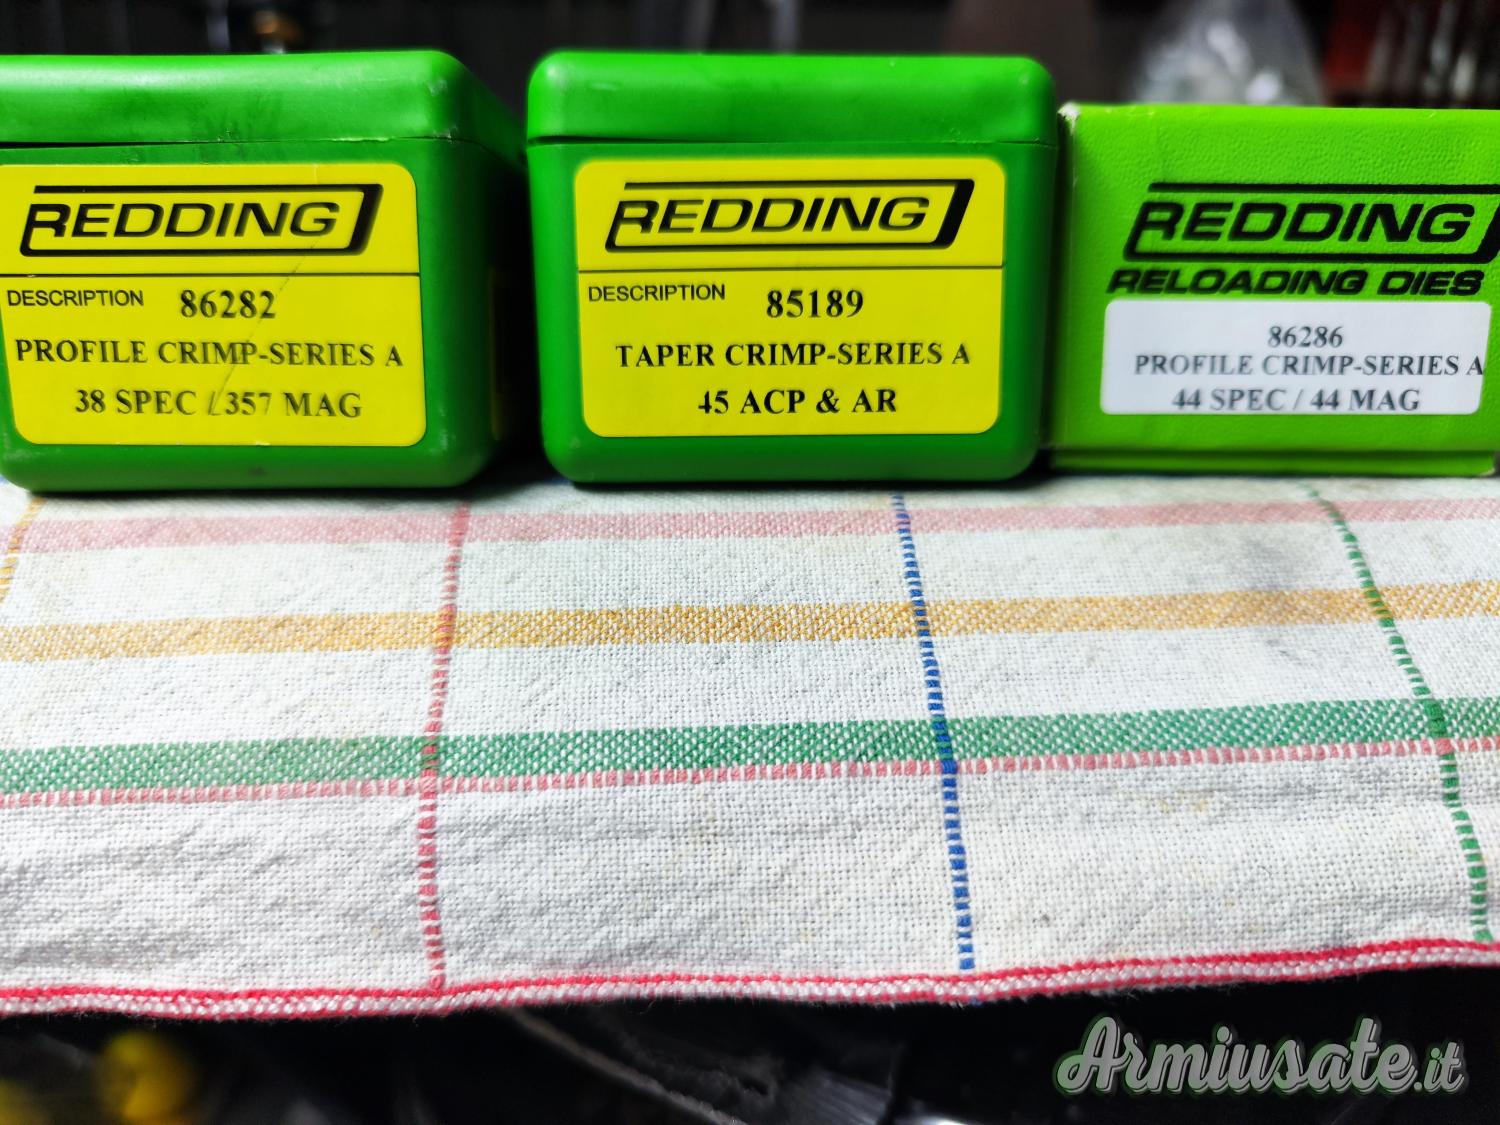 REDDING
DESCRIPTION 86282
PROFILE CRIMP-SERIES A
38 SPEC / 357 MAG
REDDING
DESCRIPTION 85189
TAPER CRIMP-SERIES A
45 ACP & AR
REDDING
RELOADING DIES
86286
PROFILE CRIMP-SERIES A
44 SPEC / 44 MAG
Armiusate.it